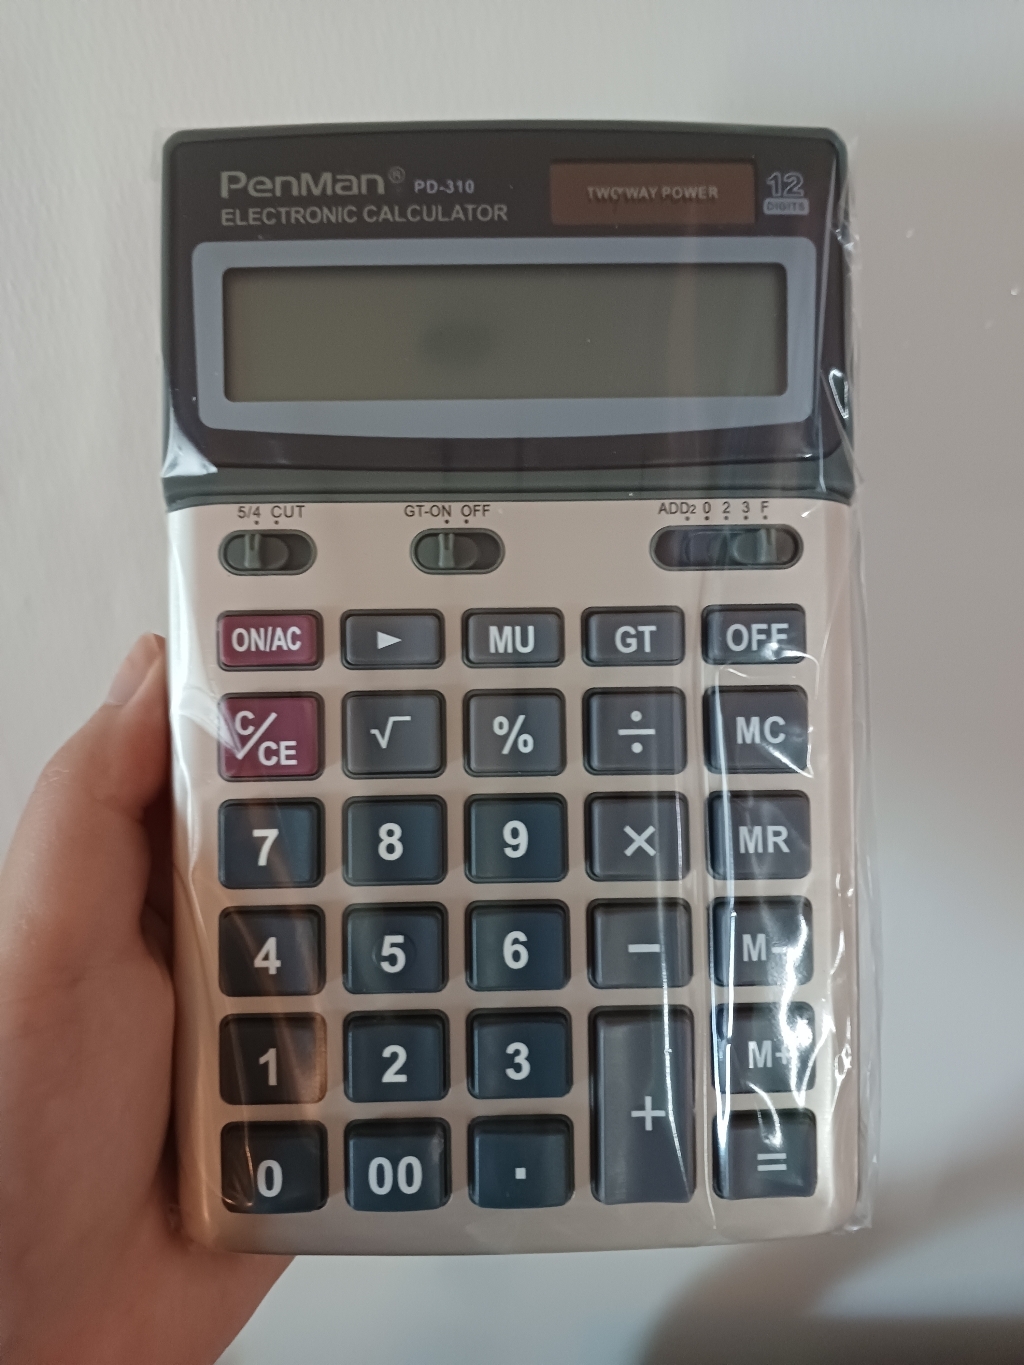 PenMan® PD-310
ELECTRONIC CALCULATOR
TWO WAY POWER
12
DIGITS
5/4 CUT
GT-ON OFF
ADD2 0 2 3 F
ON/AC ► MU GT OFF
C/CE √ % ÷ MC
7 8 9 × MR
4 5 6 − M-
1 2 3 + M+
0 00 . =